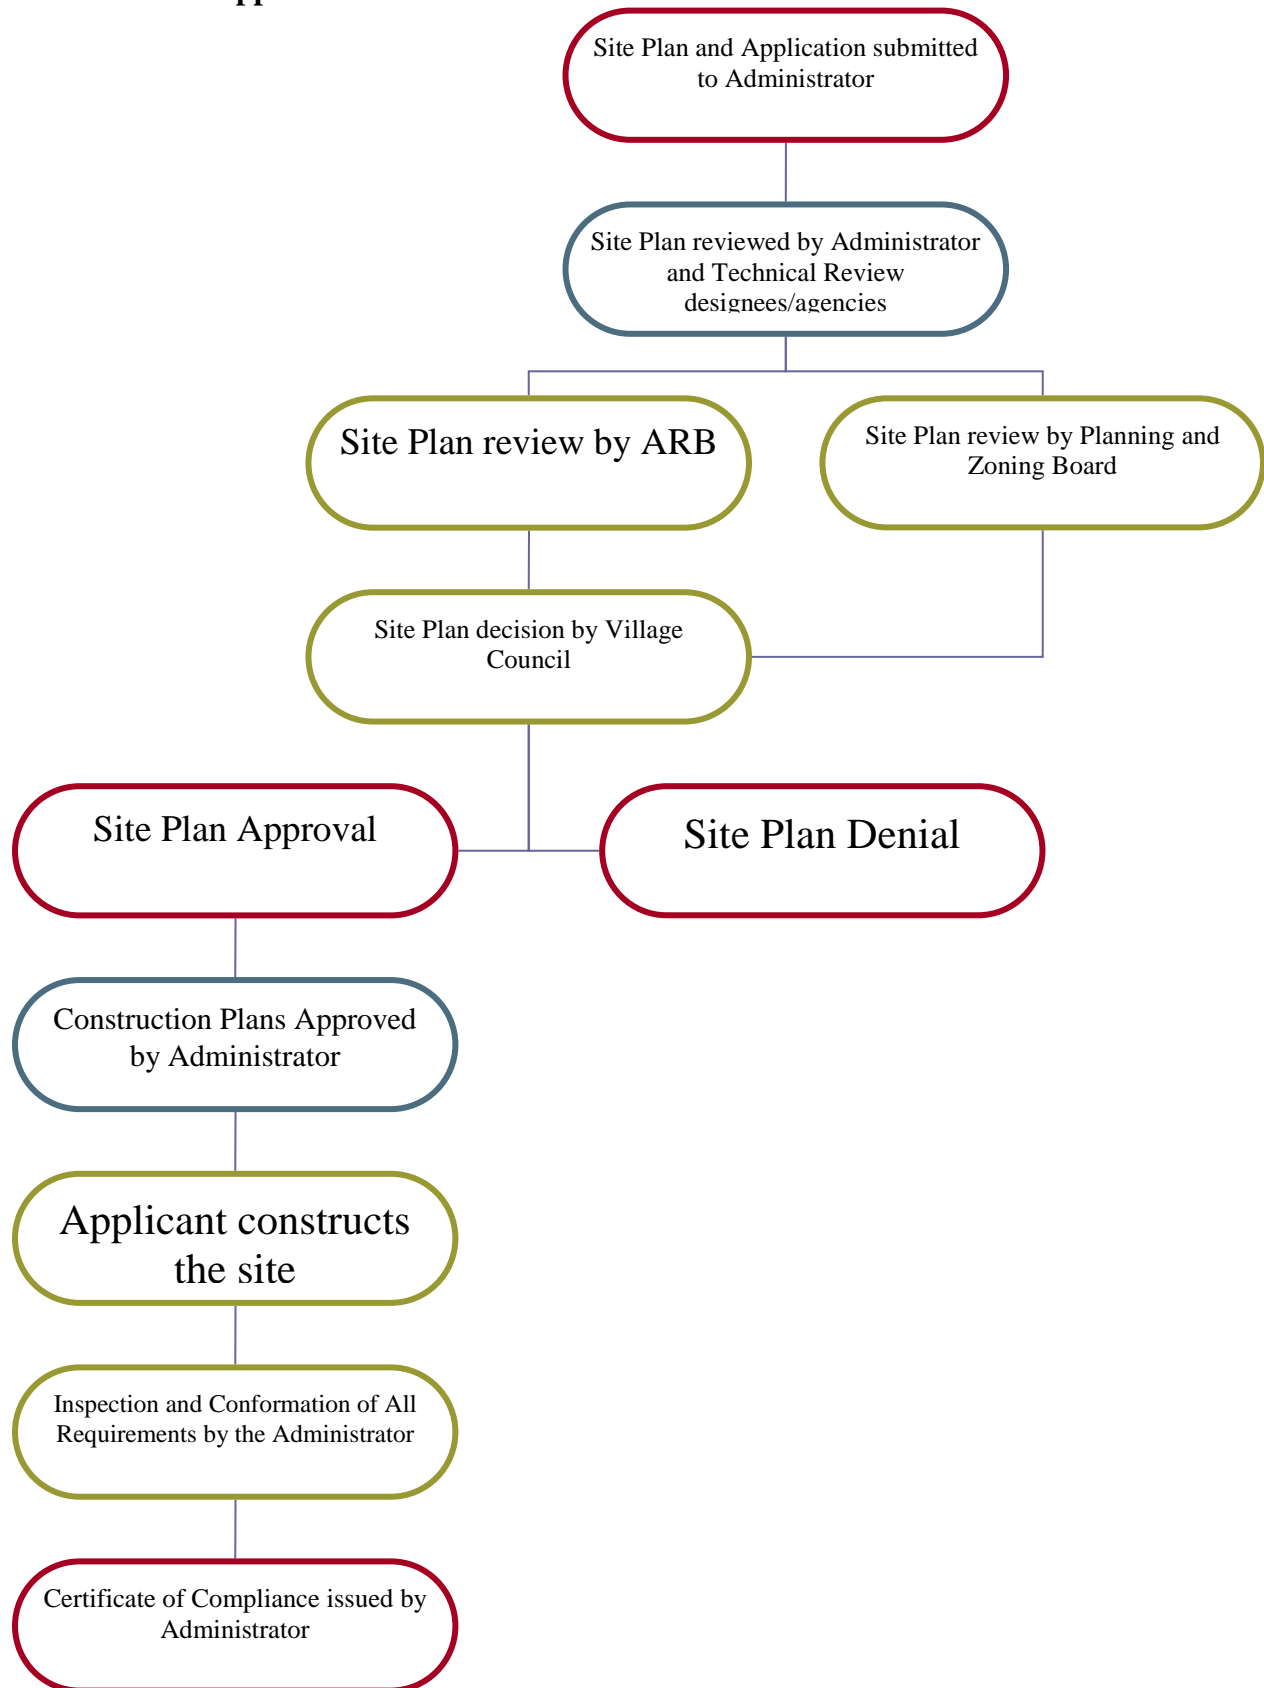 Site Plan and Application submitted
to Administrator
Site Plan reviewed by Administrator
and Technical Review
designees/agencies
Site Plan review by ARB
Site Plan review by Planning and
Zoning Board
Site Plan decision by Village
Council
Site Plan Approval
Site Plan Denial
Construction Plans Approved
by Administrator
Applicant constructs
the site
Inspection and Conformation of All
Requirements by the Administrator
Certificate of Compliance issued by
Administrator